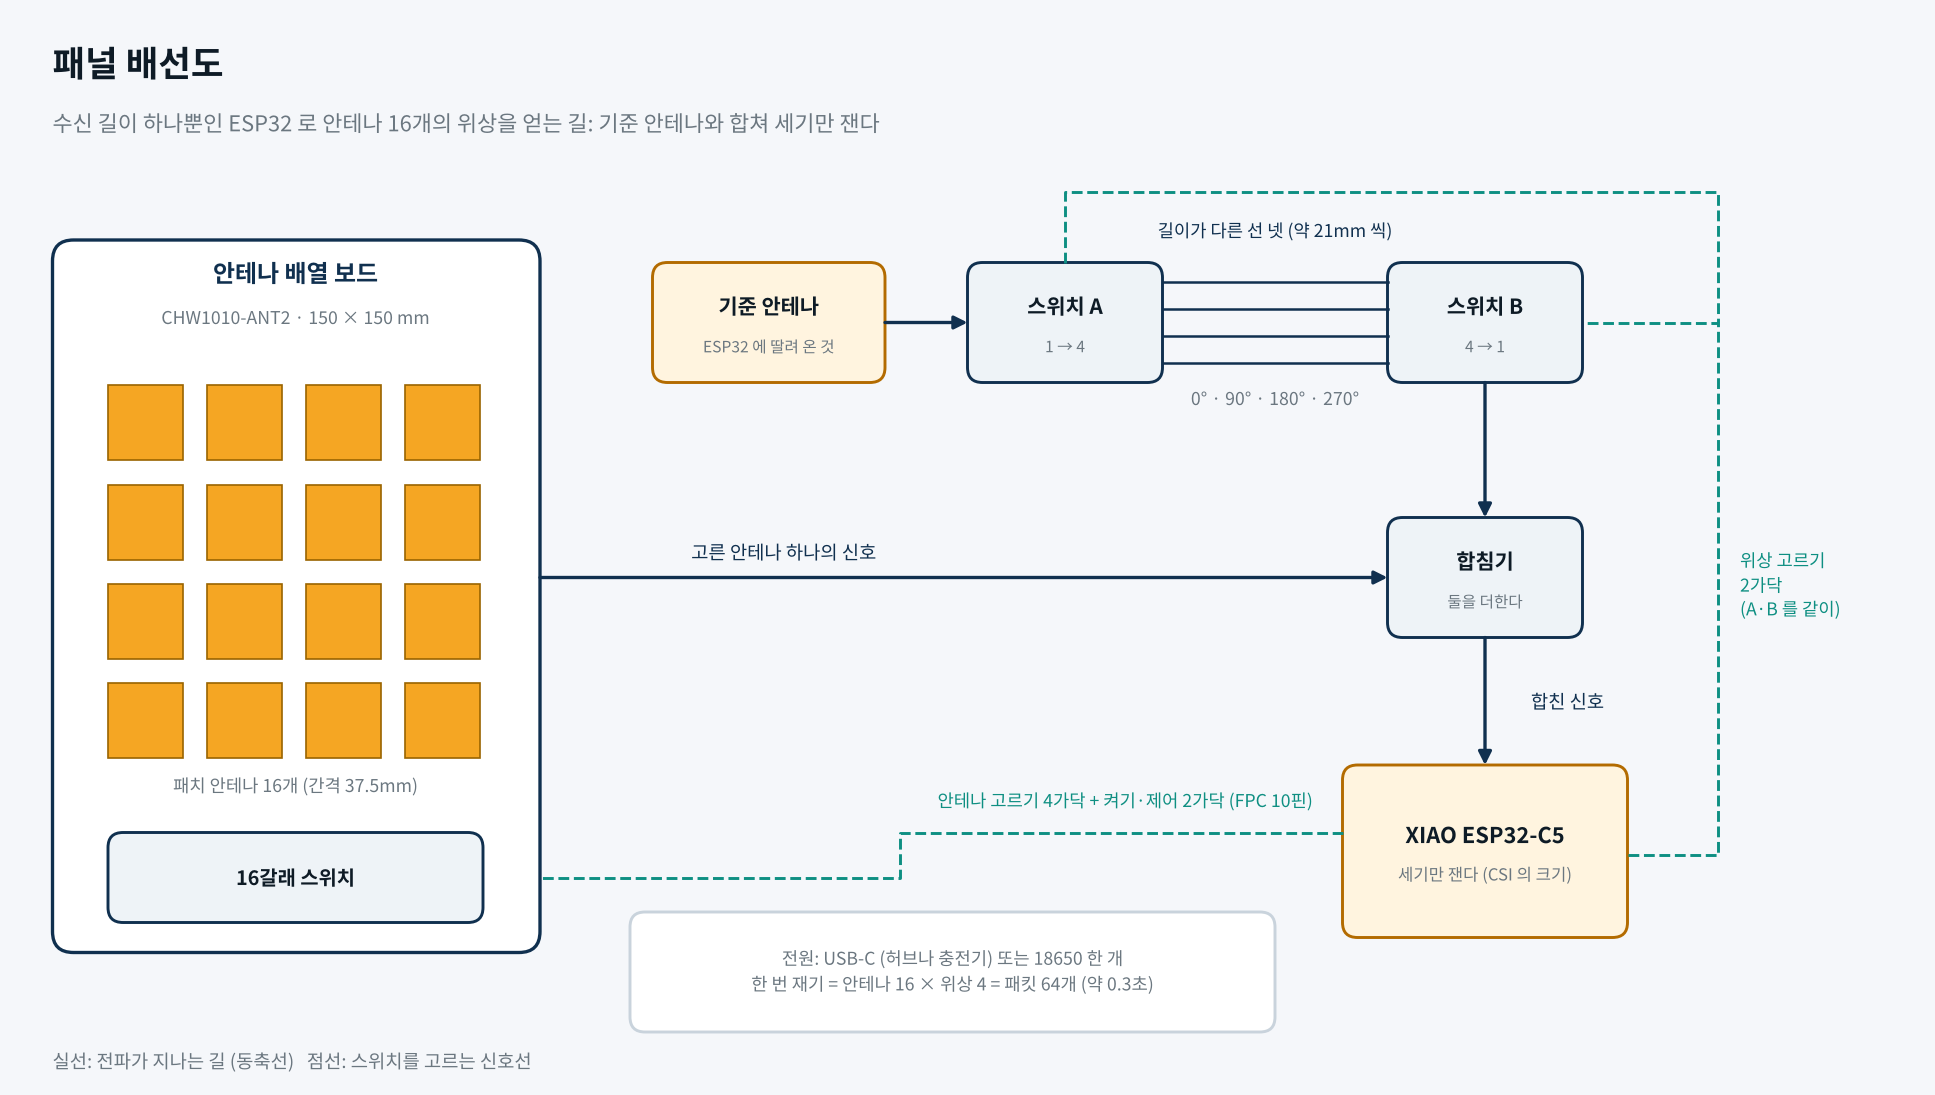 패널 배선도
수신 길이 하나뿐인 ESP32 로 안테나 16개의 위상을 얻는 길: 기준 안테나와 합쳐 세기만 잰다
안테나 배열 보드
CHW1010-ANT2 · 150 × 150 mm
패치 안테나 16개 (간격 37.5mm)
16갈래 스위치
기준 안테나
ESP32 에 딸려 온 것
스위치 A
1 → 4
길이가 다른 선 넷 (약 21mm 씩)
0° · 90° · 180° · 270°
스위치 B
4 → 1
고른 안테나 하나의 신호
합침기
둘을 더한다
위상 고르기
2가닥
(A·B 를 같이)
합친 신호
안테나 고르기 4가닥 + 켜기·제어 2가닥 (FPC 10핀)
XIAO ESP32-C5
세기만 잰다 (CSI 의 크기)
전원: USB-C (허브나 충전기) 또는 18650 한 개
한 번 재기 = 안테나 16 × 위상 4 = 패킷 64개 (약 0.3초)
실선: 전파가 지나는 길 (동축선) 점선: 스위치를 고르는 신호선